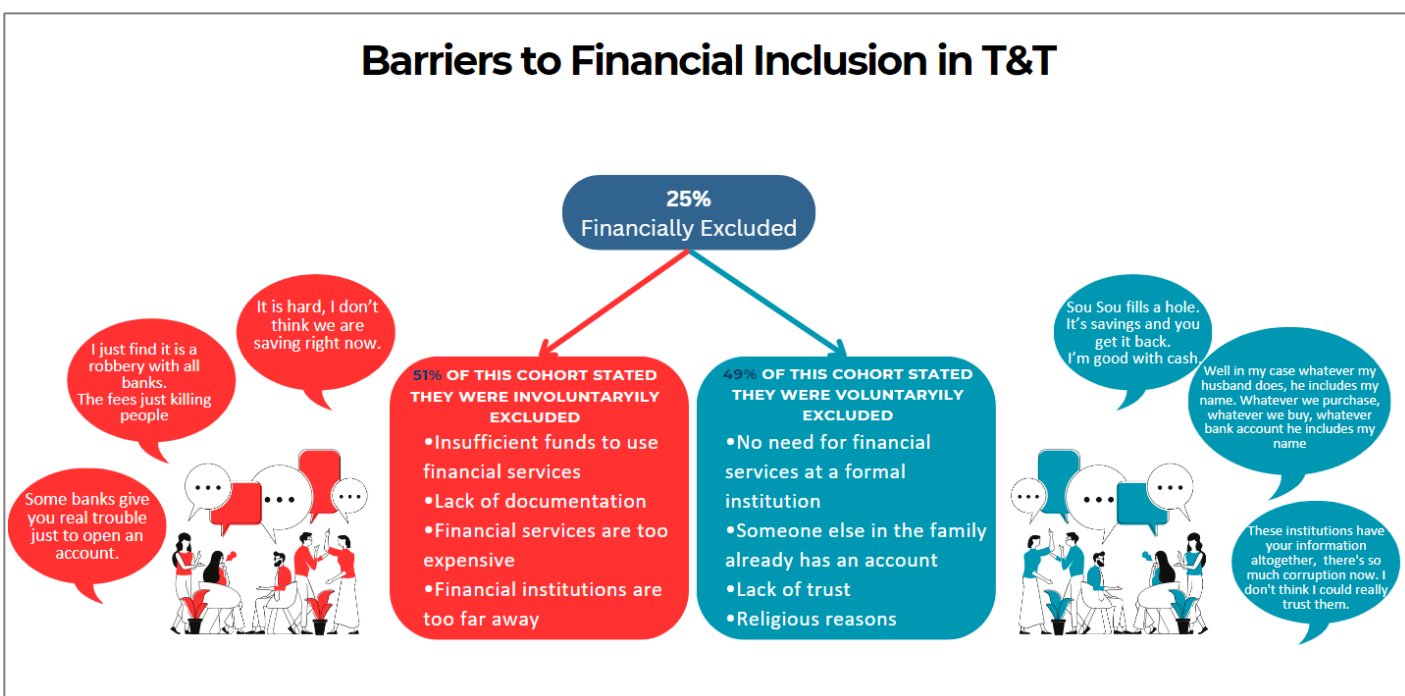 Barriers to Financial Inclusion in T&T
25%
Financially Excluded
It is hard, I don't
think we are
saving right now.
I just find it is a
robbery with all
banks.
The fees just killing
people
Some banks give
you real trouble
just to open an
account.
51% OF THIS COHORT STATED
THEY WERE INVOLUNTARYILY
EXCLUDED
•Insufficient funds to use
financial services
•Lack of documentation
•Financial services are too
expensive
•Financial institutions are
too far away
49% OF THIS COHORT STATED
THEY WERE VOLUNTARYILY
EXCLUDED
•No need for financial
services at a formal
institution
•Someone else in the family
already has an account
•Lack of trust
•Religious reasons
Sou Sou fills a hole.
It's savings and you
get it back.
I'm good with cash.
Well in my case whatever my
husband does, he includes my
name. Whatever we purchase,
whatever we buy, whatever
bank account he includes my
name
These institutions have
your information
altogether, there's so
much corruption now. I
don't think I could really
trust them.